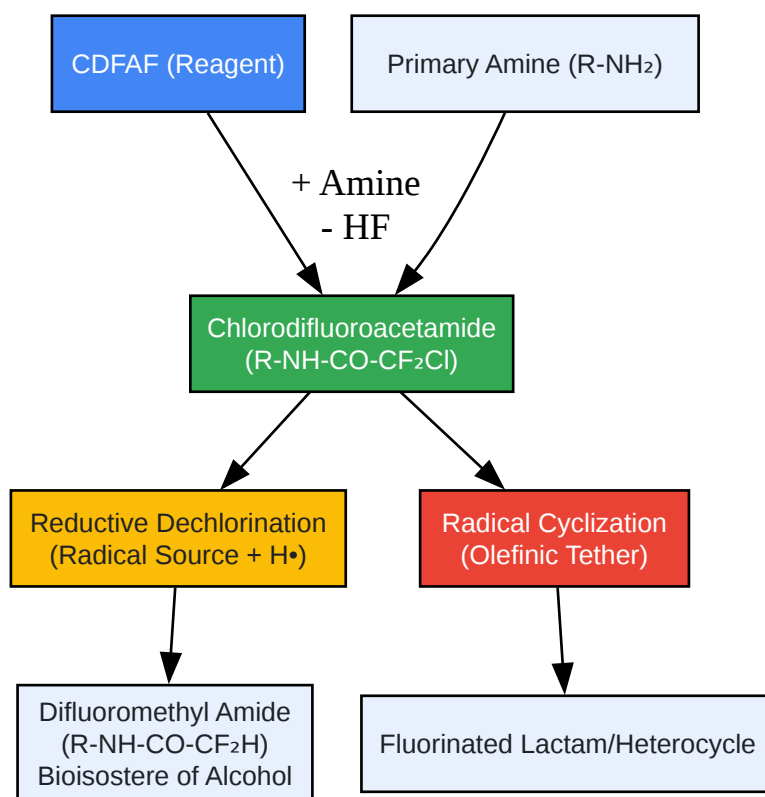 CDFAF (Reagent)
Primary Amine (R-NH₂)
+ Amine
- HF
Chlorodifluoroacetamide
(R-NH-CO-CF₂Cl)
Reductive Dechlorination
(Radical Source + H•)
Radical Cyclization
(Olefinic Tether)
Difluoromethyl Amide
(R-NH-CO-CF₂H)
Bioisostere of Alcohol
Fluorinated Lactam/Heterocycle